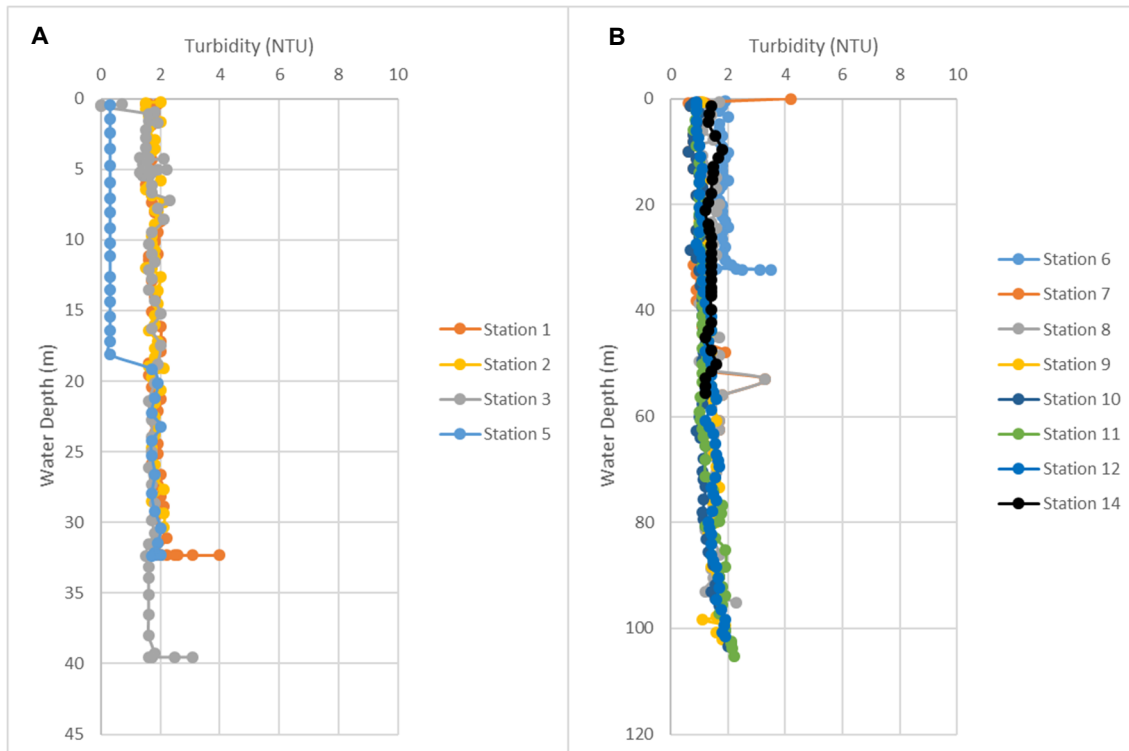 A
Turbidity (NTU)
0 2 4 6 8 10
Water Depth (m)
0
5
10
15
20
25
30
35
40
45
Station 1
Station 2
Station 3
Station 5
B
Turbidity (NTU)
0 2 4 6 8 10
Water Depth (m)
0
20
40
60
80
100
120
Station 6
Station 7
Station 8
Station 9
Station 10
Station 11
Station 12
Station 14